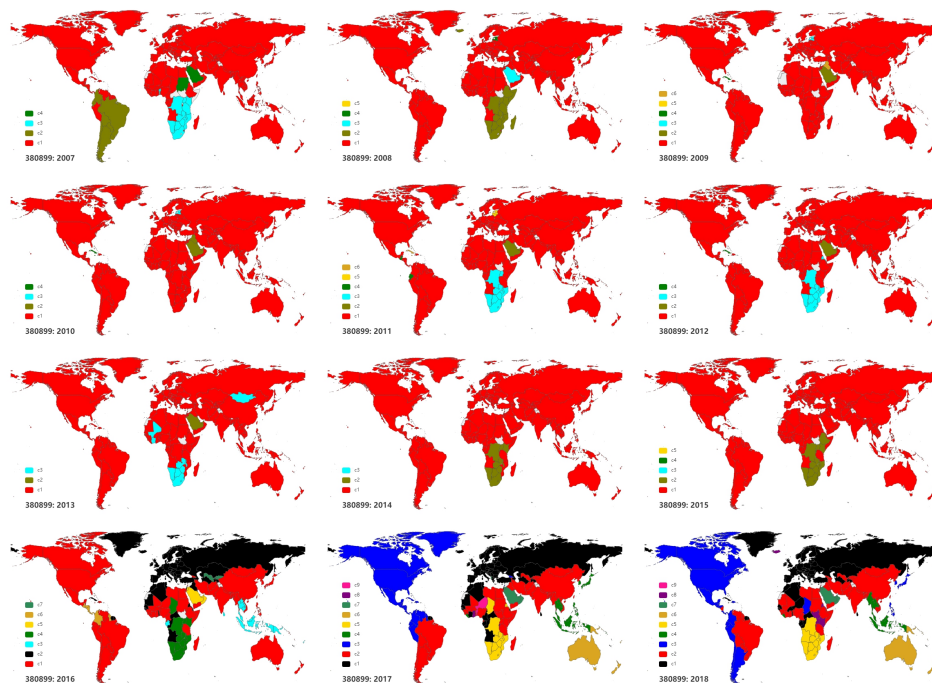 c4
c3
c2
c1
380899: 2007
c5
c4
c3
c2
c1
380899: 2008
c6
c5
c4
c3
c2
c1
380899: 2009
c4
c3
c2
c1
380899: 2010
c6
c5
c4
c3
c2
c1
380899: 2011
c4
c3
c2
c1
380899: 2012
c3
c2
c1
380899: 2013
c3
c2
c1
380899: 2014
c5
c4
c3
c2
c1
380899: 2015
c7
c6
c5
c4
c3
c2
c1
380899: 2016
c9
c8
c7
c6
c5
c4
c3
c2
c1
380899: 2017
c9
c8
c7
c6
c5
c4
c3
c2
c1
380899: 2018